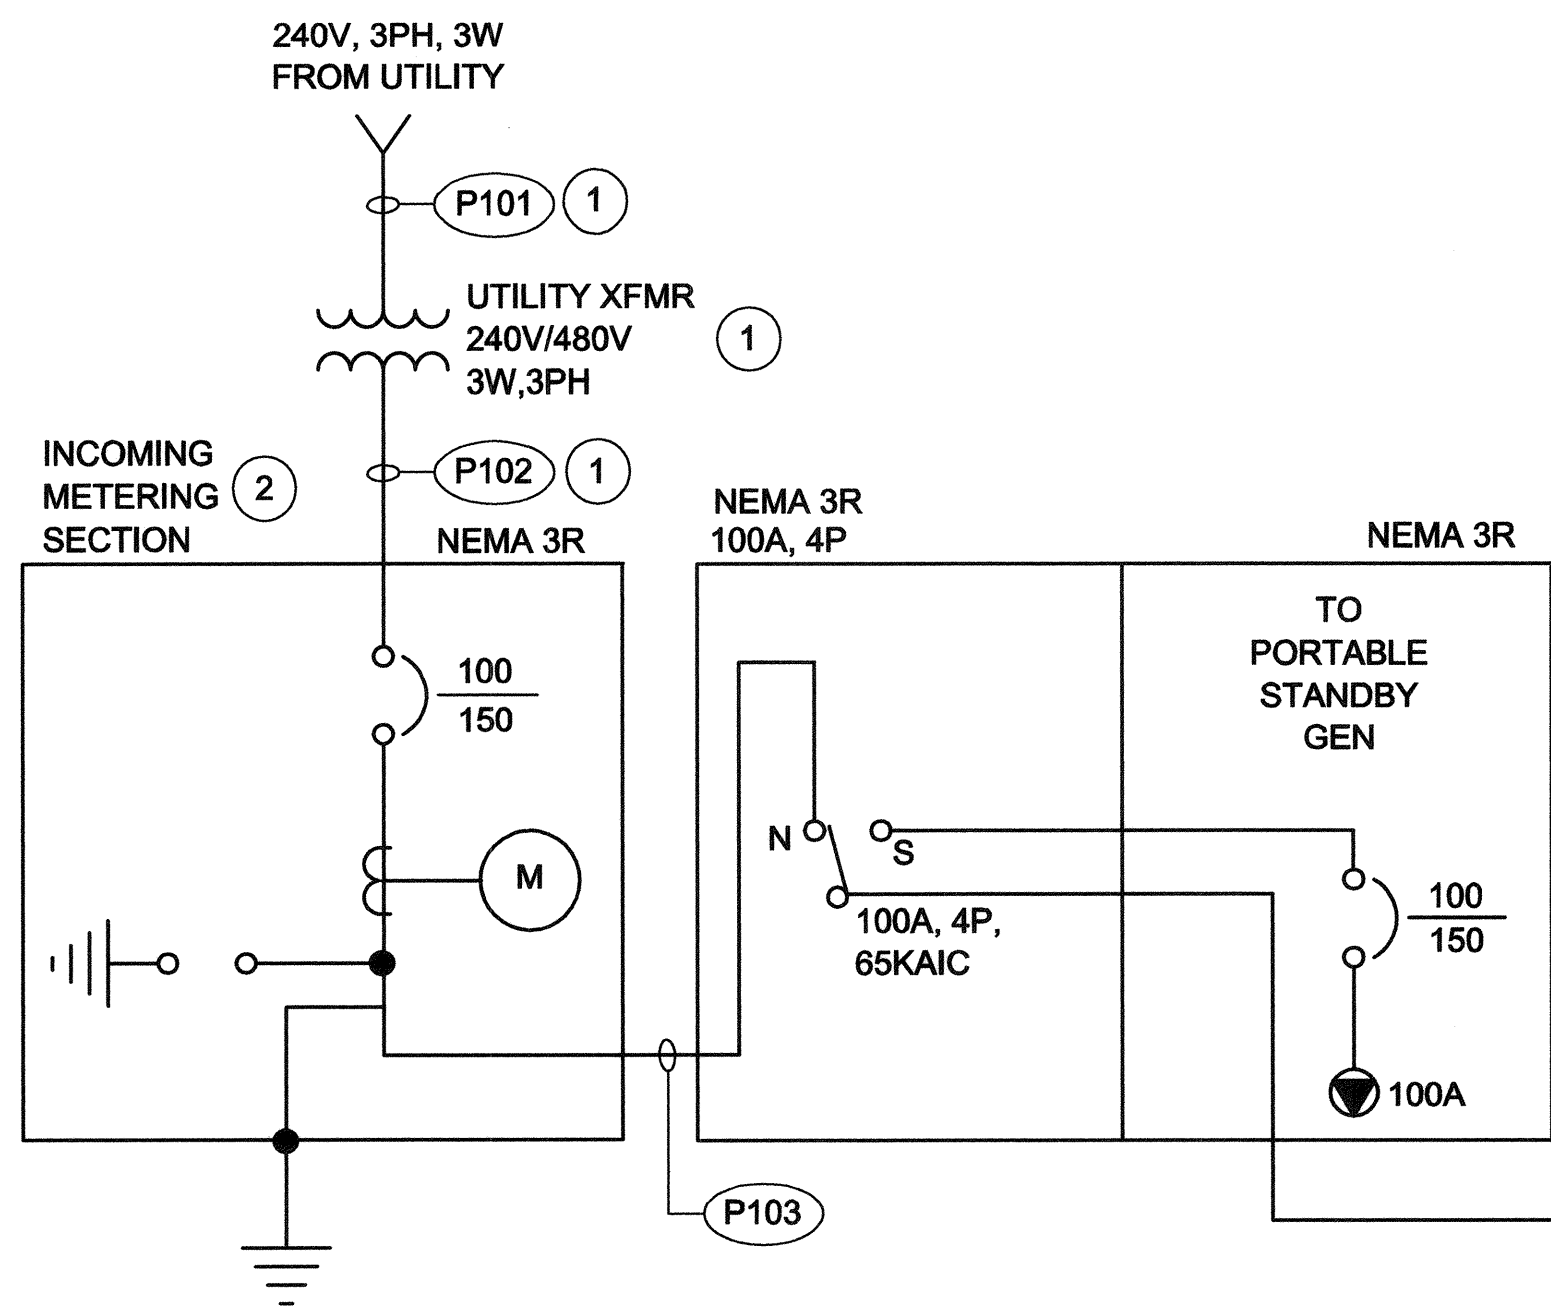 240V, 3PH, 3W
FROM UTILITY
P101
1
UTILITY XFMR
240V/480V
3W,3PH
1
P102
1
INCOMING
METERING
SECTION
2
NEMA 3R
NEMA 3R
100A, 4P
NEMA 3R
100
150
M
TO
PORTABLE
STANDBY
GEN
N
S
100A, 4P,
65KAIC
100
150
100A
P103